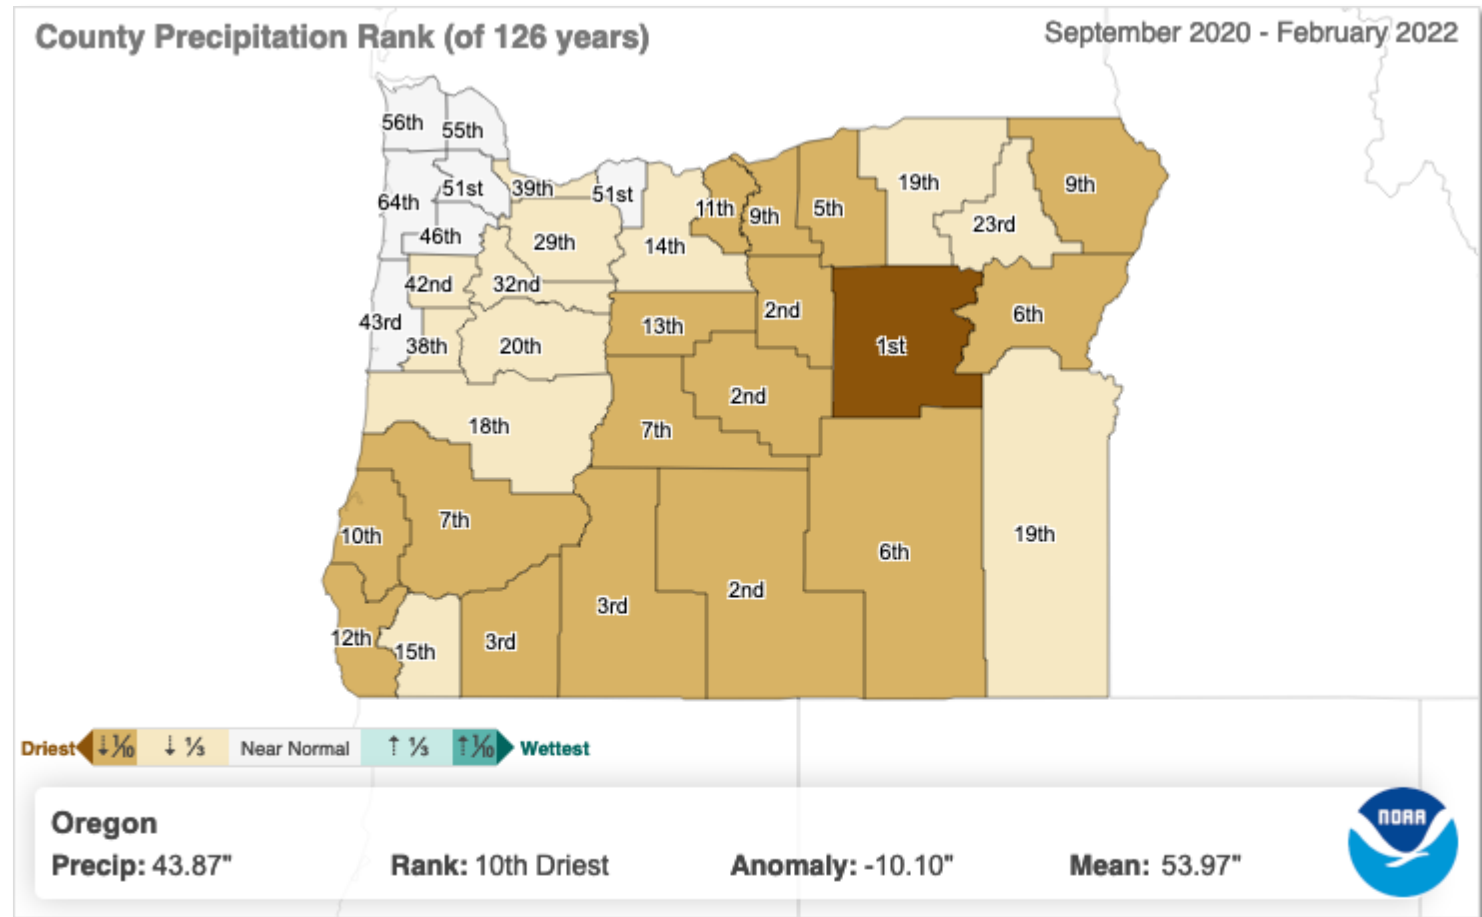 County Precipitation Rank (of 126 years)
September 2020 - February 2022
56th
55th
64th
51st
46th
39th
51st
29th
14th
11th
9th
5th
19th
23rd
9th
42nd
32nd
43rd
38th
20th
13th
2nd
1st
6th
18th
7th
2nd
10th
7th
6th
19th
12th
15th
3rd
3rd
2nd
Driest
↓ ⅒
↓ ⅓
Near Normal
↑ ⅓
↑ ⅒
Wettest
Oregon
Precip: 43.87"
Rank: 10th Driest
Anomaly: -10.10"
Mean: 53.97"
NOAA